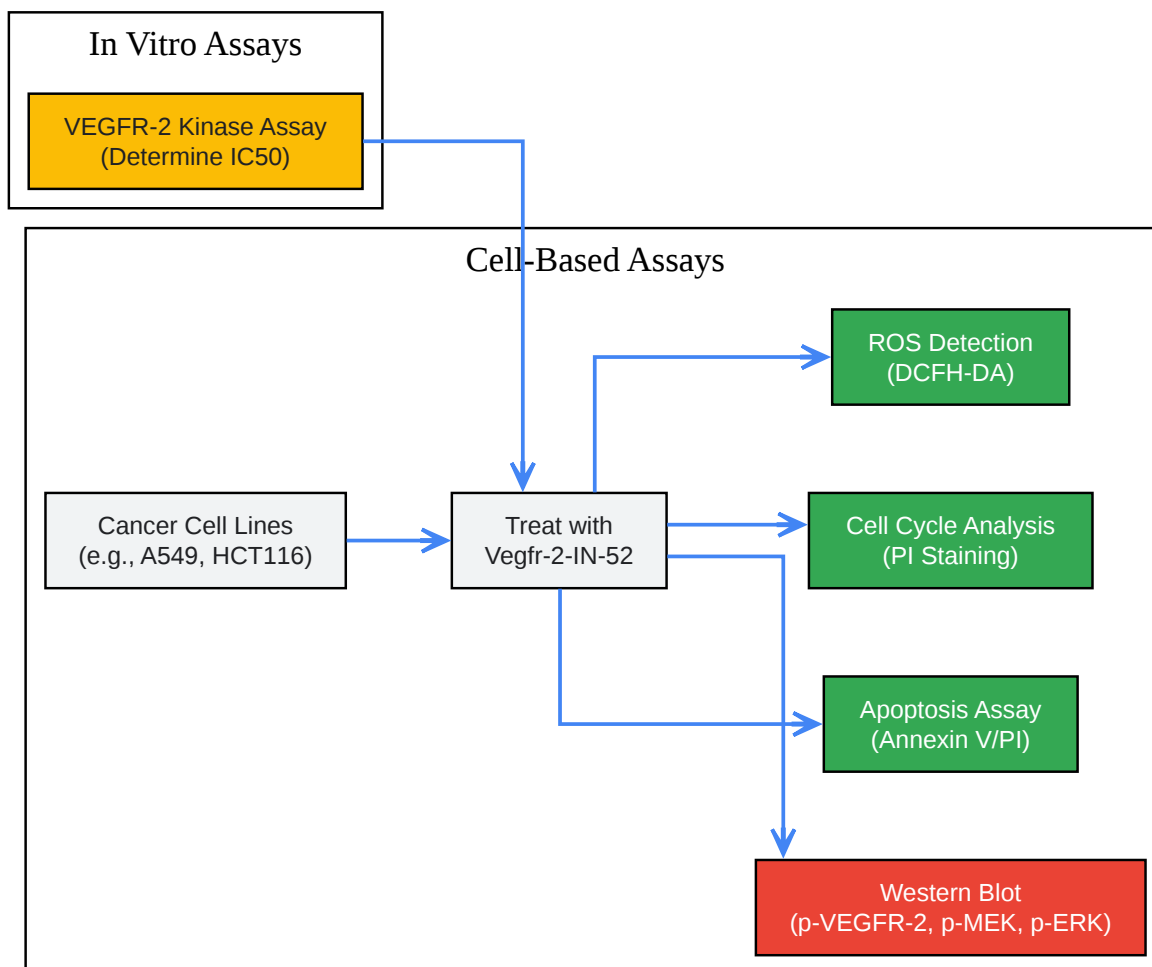 In Vitro Assays
VEGFR-2 Kinase Assay
(Determine IC50)
Cell-Based Assays
ROS Detection
(DCFH-DA)
Cancer Cell Lines
(e.g., A549, HCT116)
Treat with
Vegfr-2-IN-52
Cell Cycle Analysis
(PI Staining)
Apoptosis Assay
(Annexin V/PI)
Western Blot
(p-VEGFR-2, p-MEK, p-ERK)